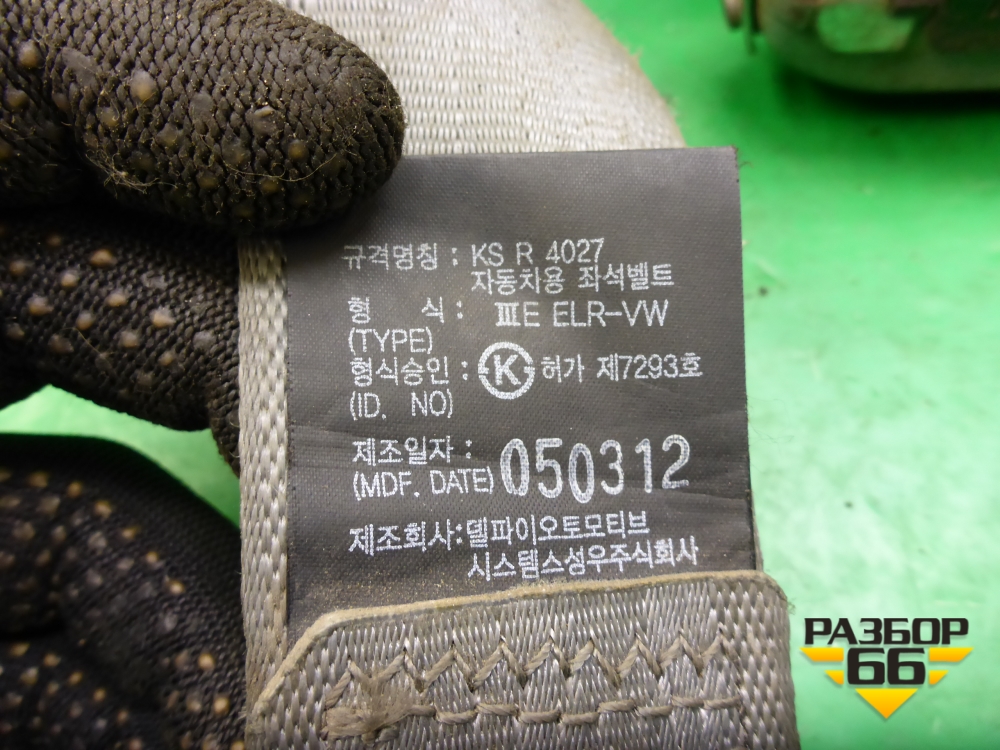 규격명칭 : KS R 4027
자동차용 좌석벨트
형 식 : ⅢE ELR-VW
(TYPE)
형식승인 : K 허가 제7293호
(ID. NO)
제조일자 :
(MDF. DATE) 050312
제조회사:델파이오토모티브
시스템스성우주식회사
РАЗБОР
66